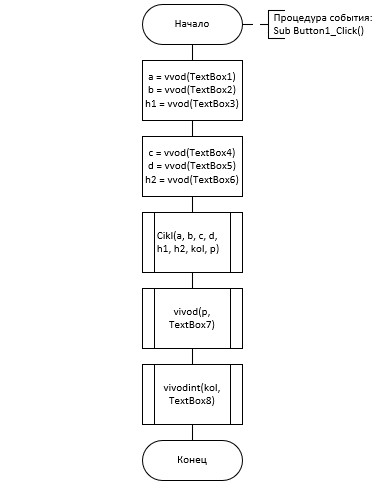 Начало
Процедура события:
Sub Button1_Click()
a = vvod(TextBox1)
b = vvod(TextBox2)
h1 = vvod(TextBox3)
c = vvod(TextBox4)
d = vvod(TextBox5)
h2 = vvod(TextBox6)
Cikl(a, b, c, d,
h1, h2, kol, p)
vivod(p,
TextBox7)
vivodint(kol,
TextBox8)
Конец